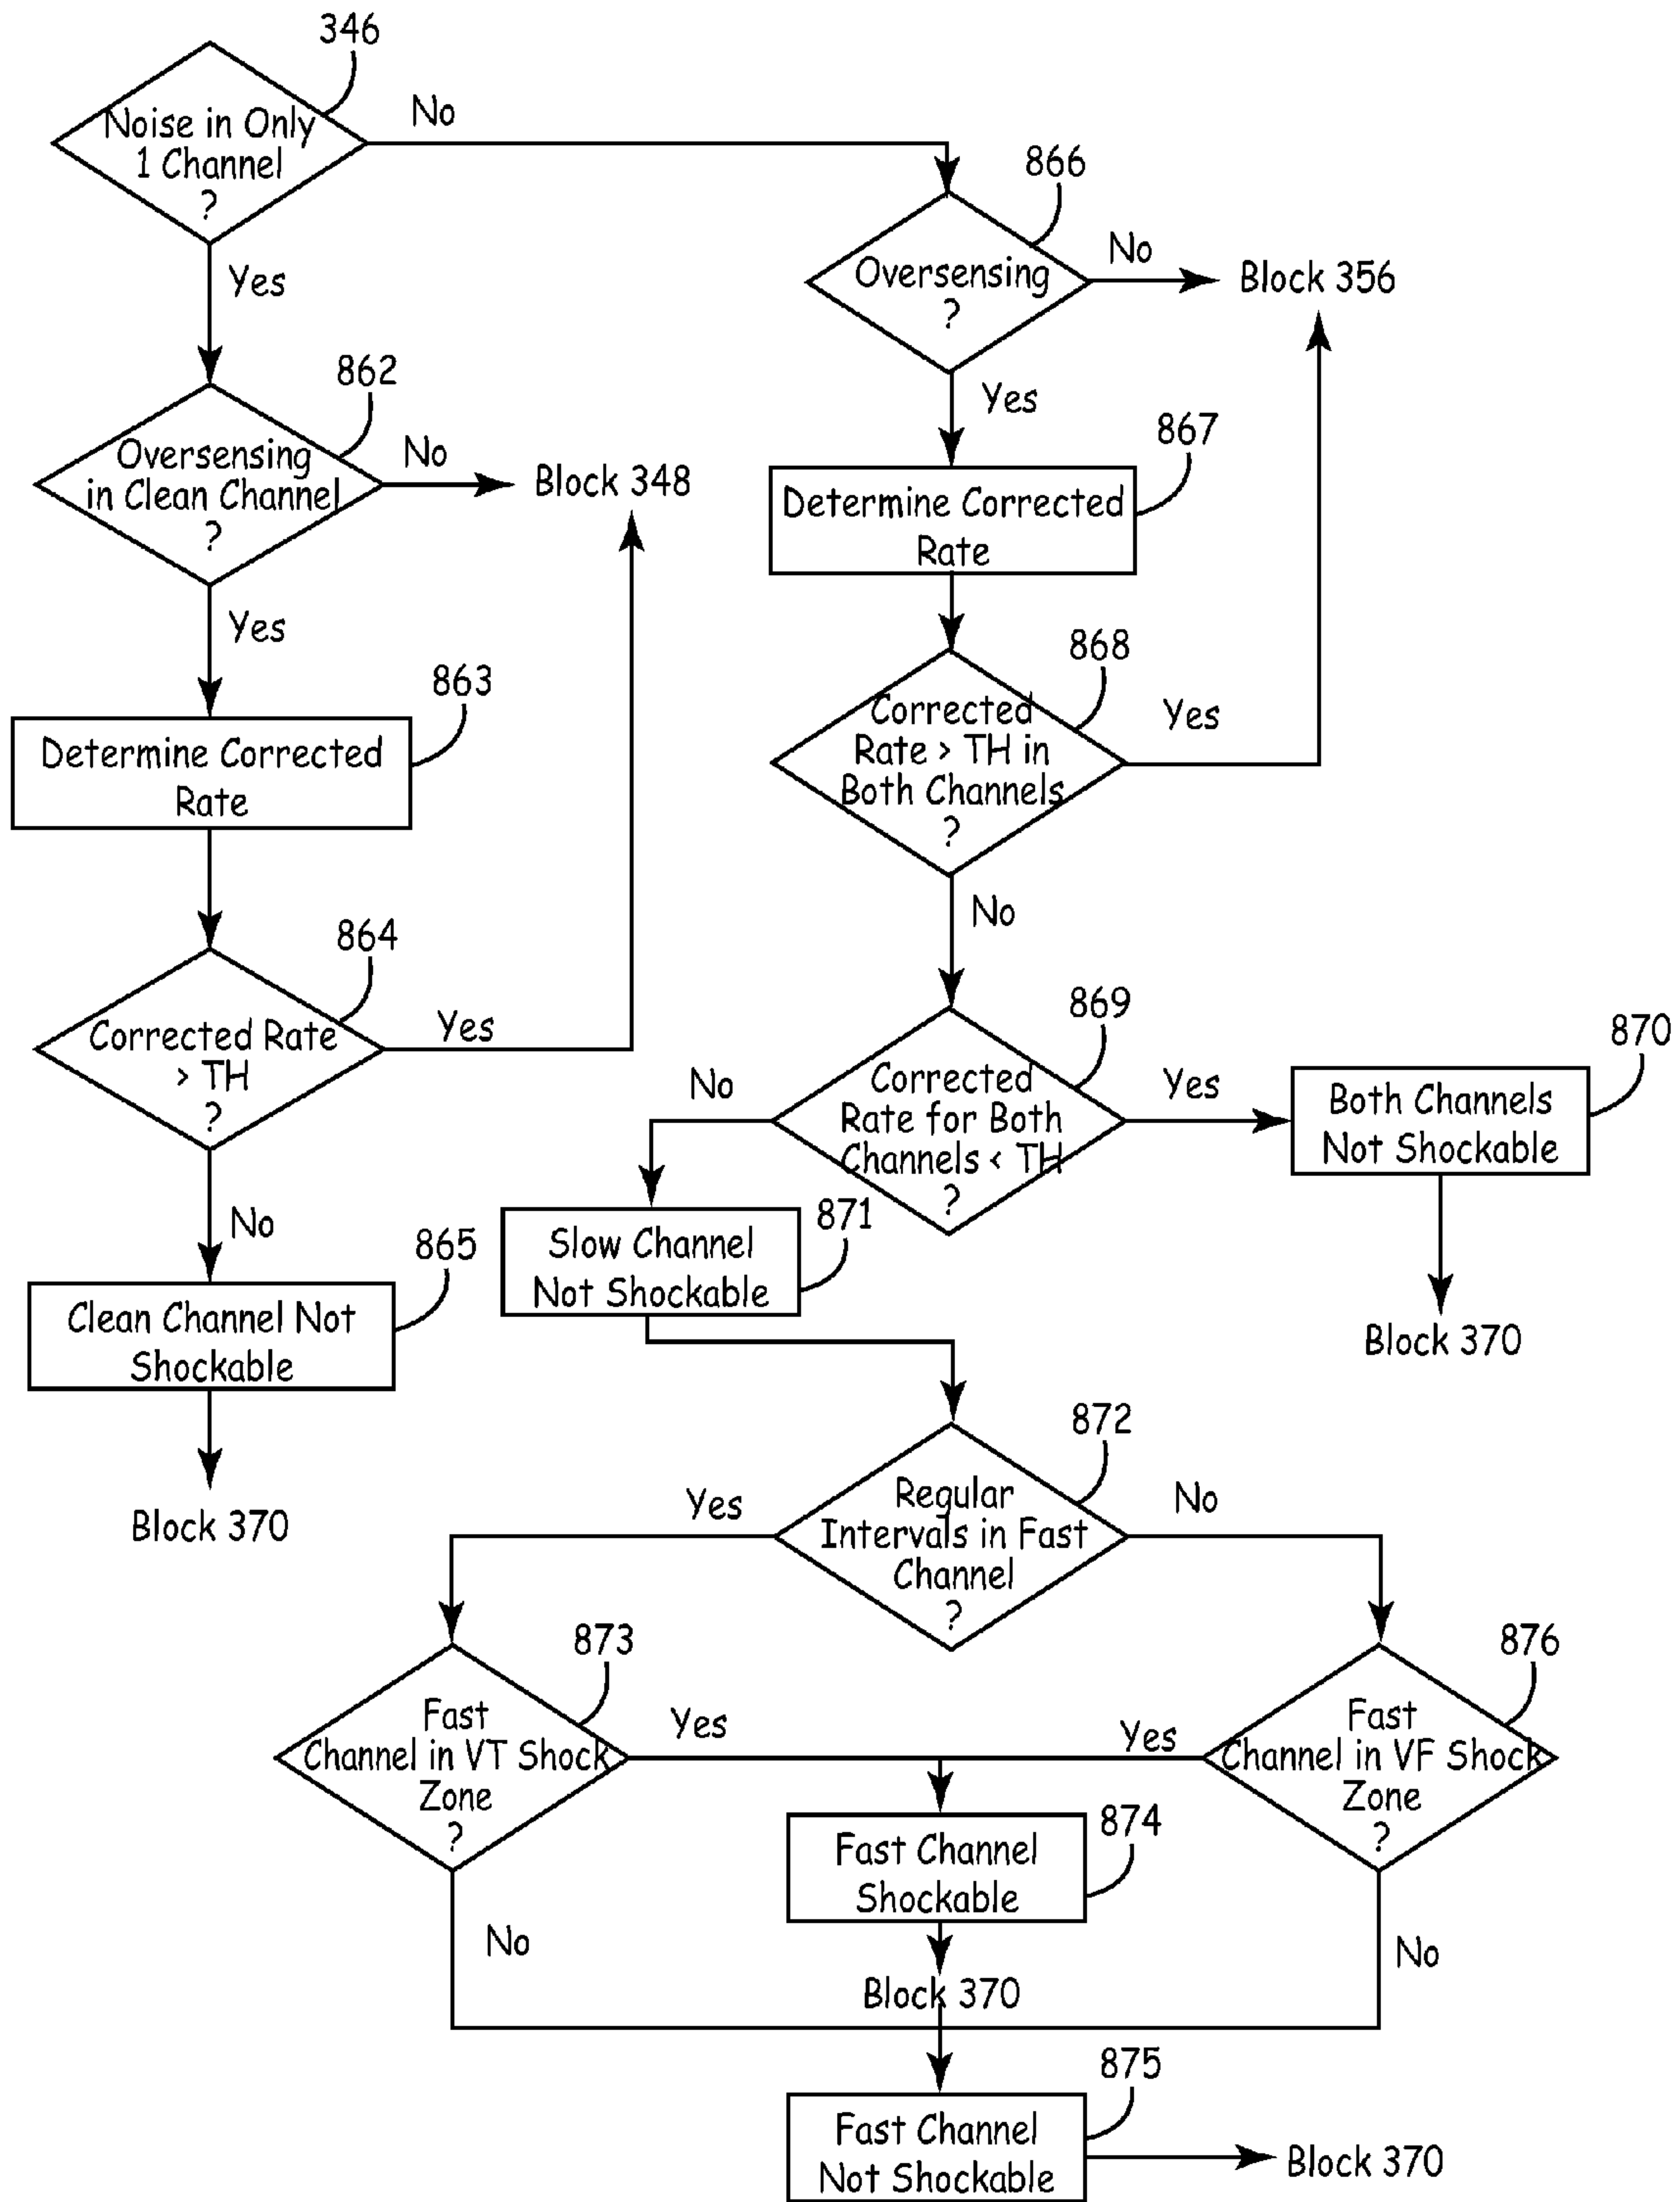 346
Noise in Only
1 Channel
?
No
Yes
866
Oversensing
?
No
Block 356
Yes
862
Oversensing
in Clean Channel
?
No
Block 348
Yes
867
Determine Corrected
Rate
863
Determine Corrected
Rate
868
Corrected
Rate > TH in
Both Channels
?
Yes
No
864
Corrected Rate
> TH
?
Yes
No
869
Corrected
Rate for Both
Channels < TH
?
No
Yes
870
Both Channels
Not Shockable
Block 370
865
Clean Channel Not
Shockable
Block 370
871
Slow Channel
Not Shockable
872
Regular
Intervals in Fast
Channel
?
Yes
No
873
Fast
Channel in VT Shock
Zone
?
Yes
No
876
Fast
Channel in VF Shock
Zone
?
Yes
No
874
Fast Channel
Shockable
Block 370
875
Fast Channel
Not Shockable
Block 370